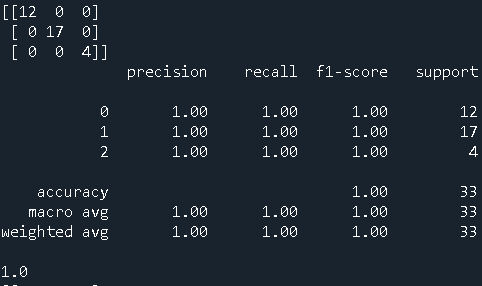 [[12  0  0]
 [ 0 17  0]
 [ 0  0  4]]
              precision    recall  f1-score   support

           0       1.00      1.00      1.00        12
           1       1.00      1.00      1.00        17
           2       1.00      1.00      1.00         4

    accuracy                           1.00        33
   macro avg       1.00      1.00      1.00        33
weighted avg       1.00      1.00      1.00        33

1.0